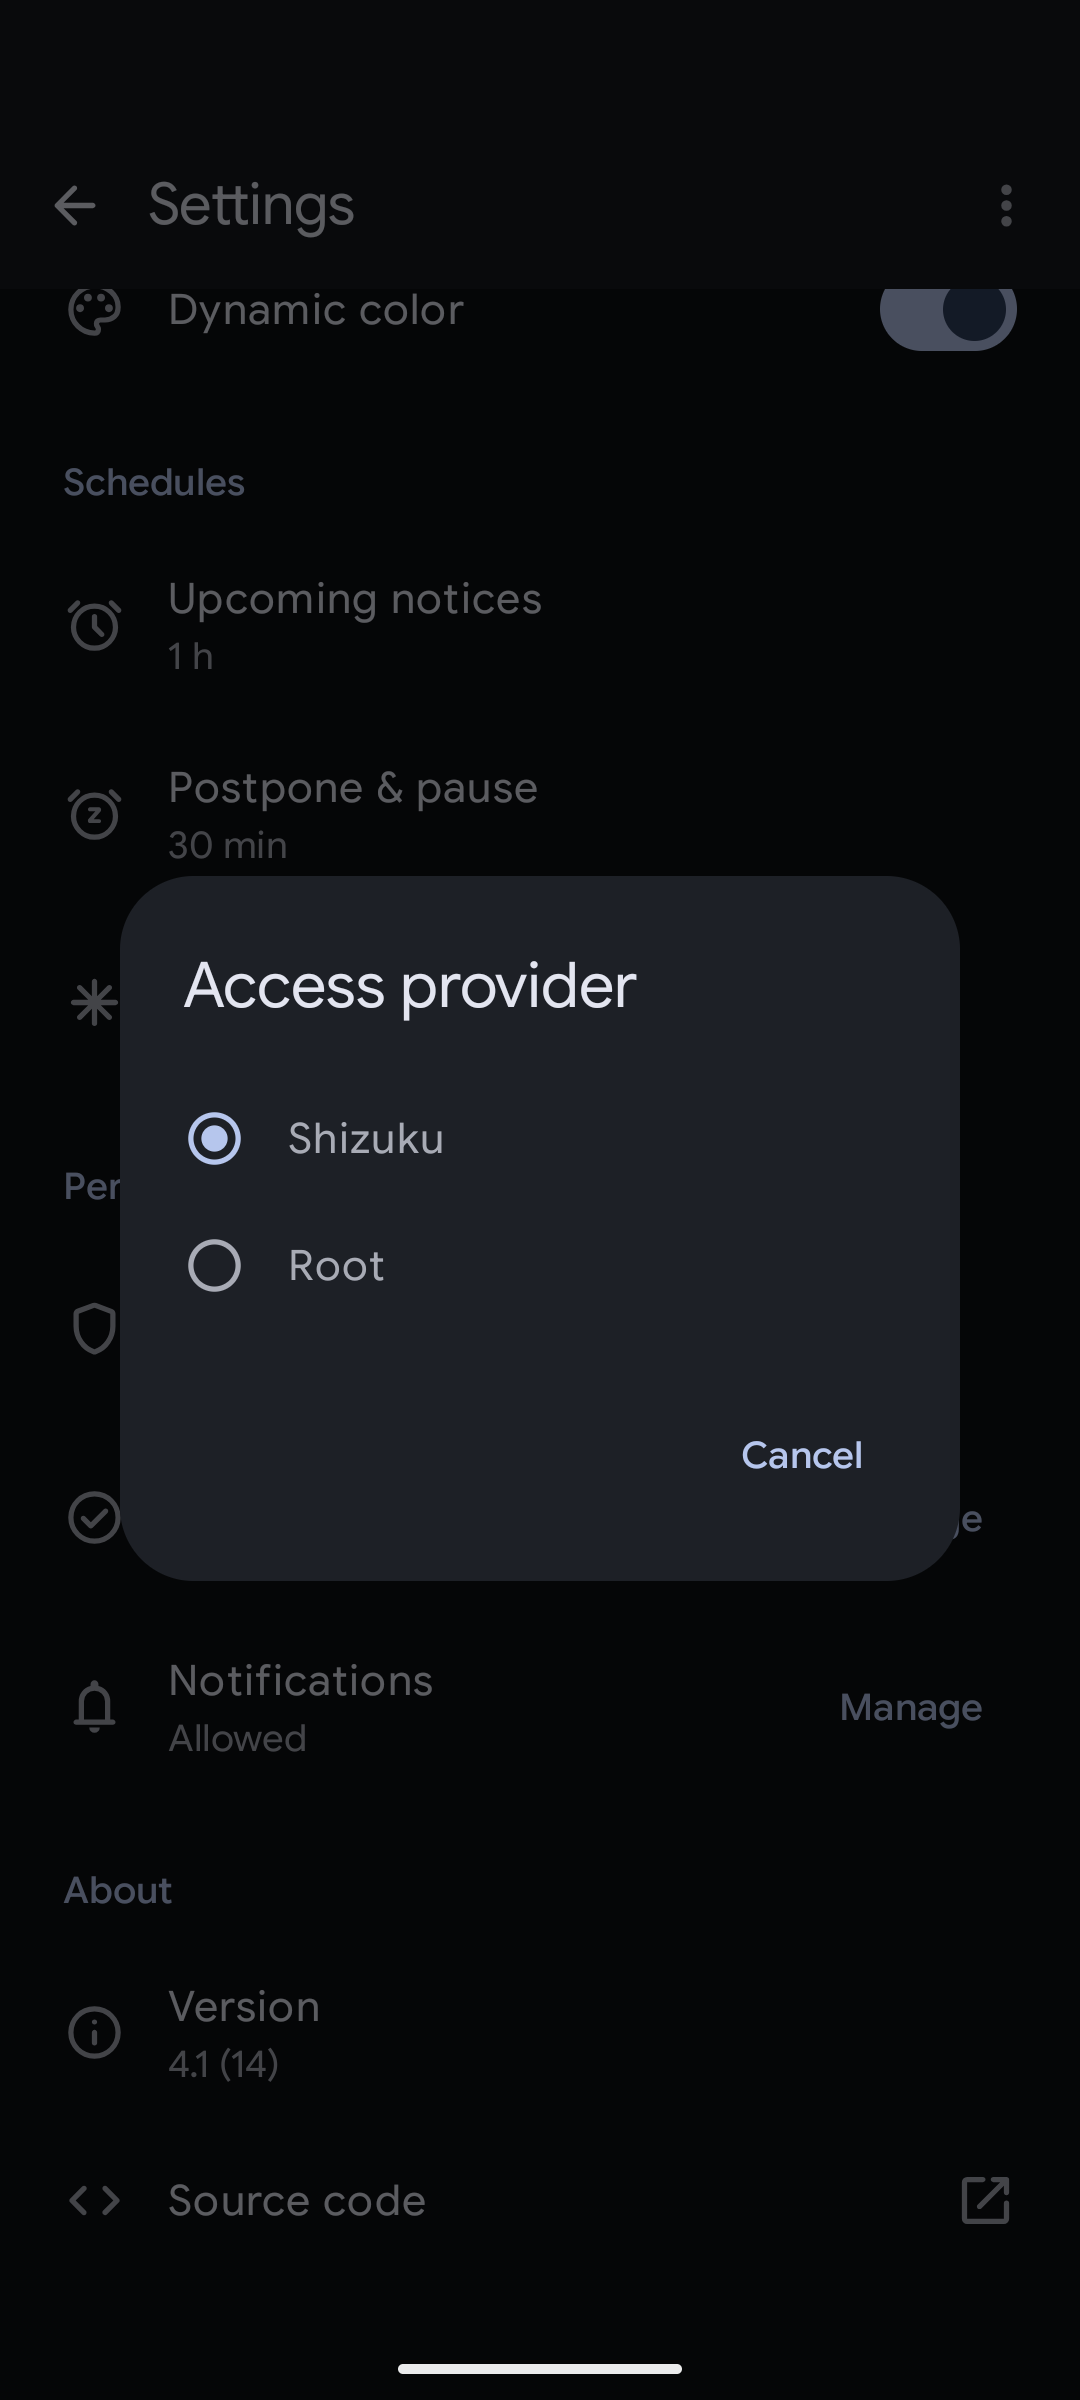 Settings
Dynamic color
Schedules
Upcoming notices
1 h
Postpone & pause
30 min
Access provider
Shizuku
Root
Cancel
Notifications
Allowed
Manage
About
Version
4.1 (14)
Source code